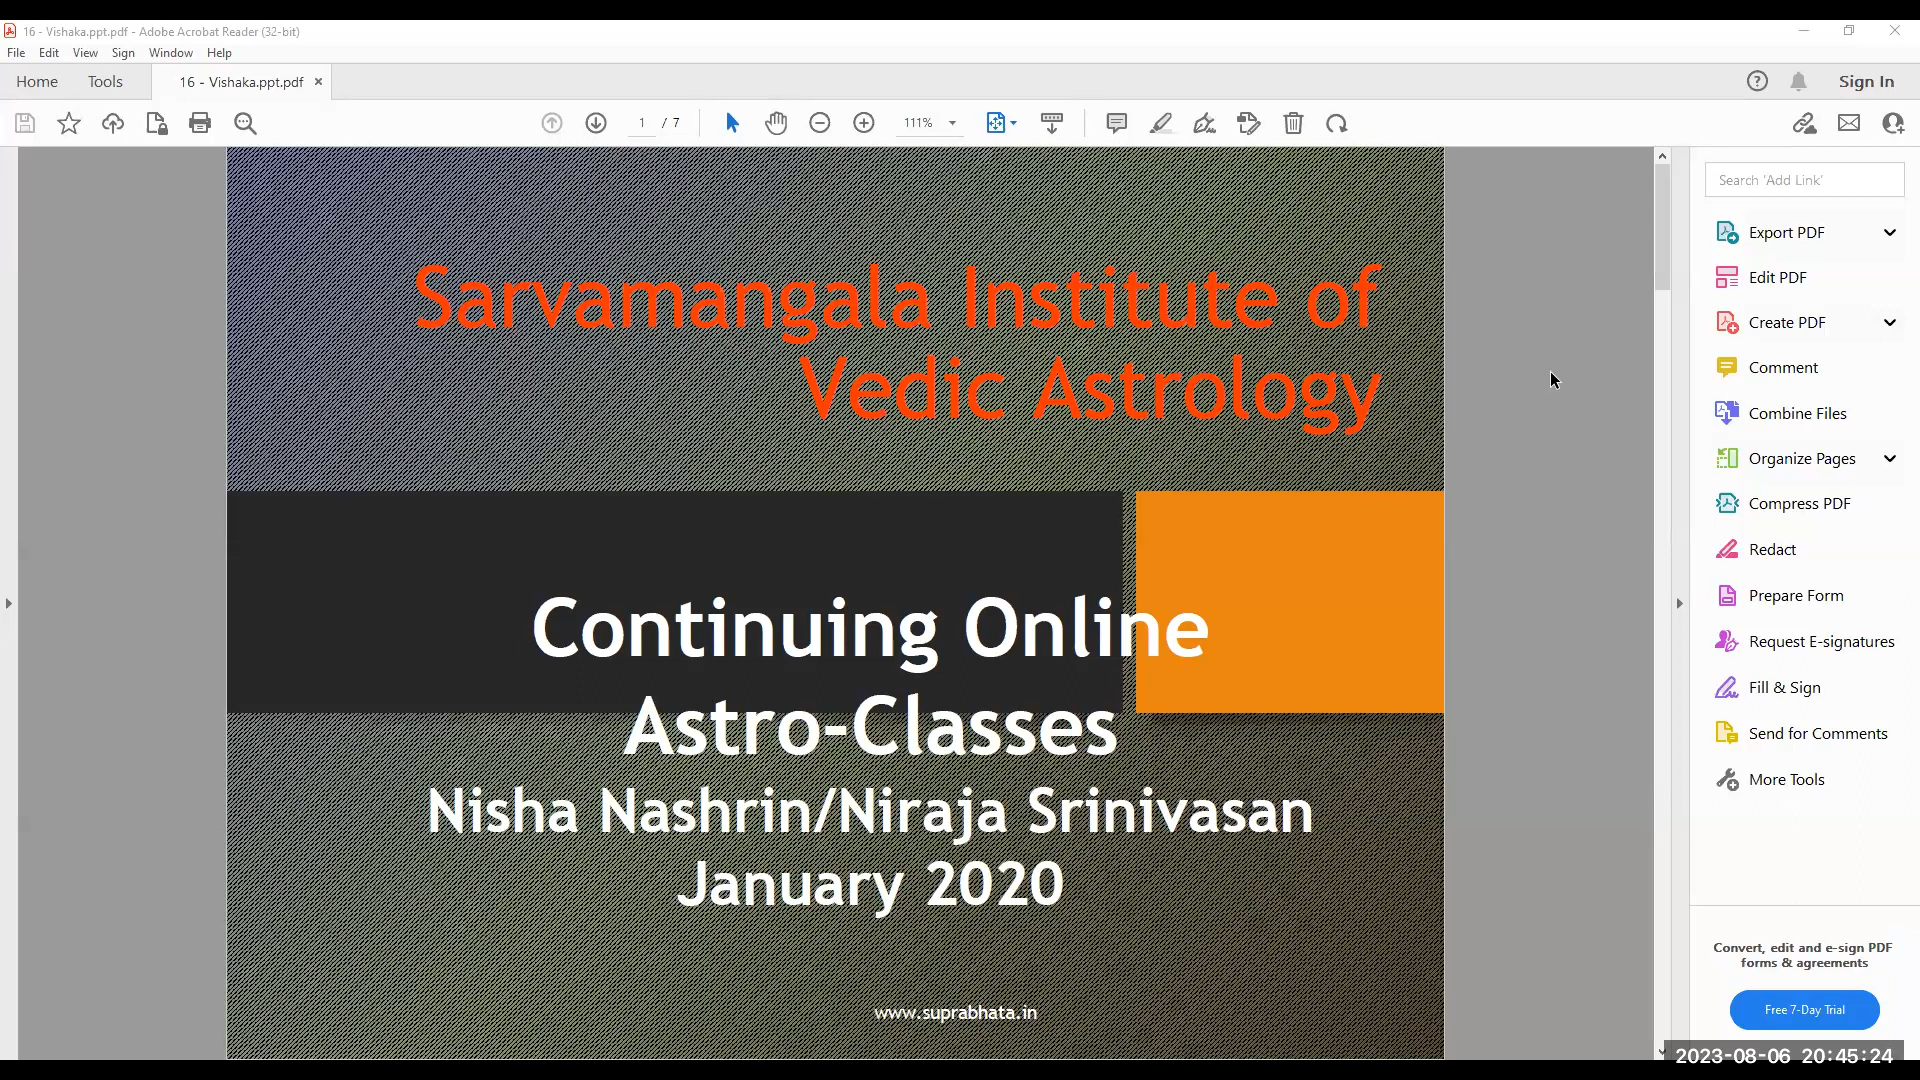 16 - Vishaka.ppt.pdf - Adobe Acrobat Reader (32-bit)
File Edit View Sign Window Help
Home Tools 16 - Vishaka.ppt.pdf × Sign In
1 / 7 111%
Sarvamangala Institute of
Vedic Astrology
Continuing Online
Astro-Classes
Nisha Nashrin/Niraja Srinivasan
January 2020
www.suprabhata.in
Search 'Add Link'
Export PDF
Edit PDF
Create PDF
Comment
Combine Files
Organize Pages
Compress PDF
Redact
Prepare Form
Request E-signatures
Fill & Sign
Send for Comments
More Tools
Convert, edit and e-sign PDF
forms & agreements
Free 7-Day Trial
2023-08-06 20:45:24